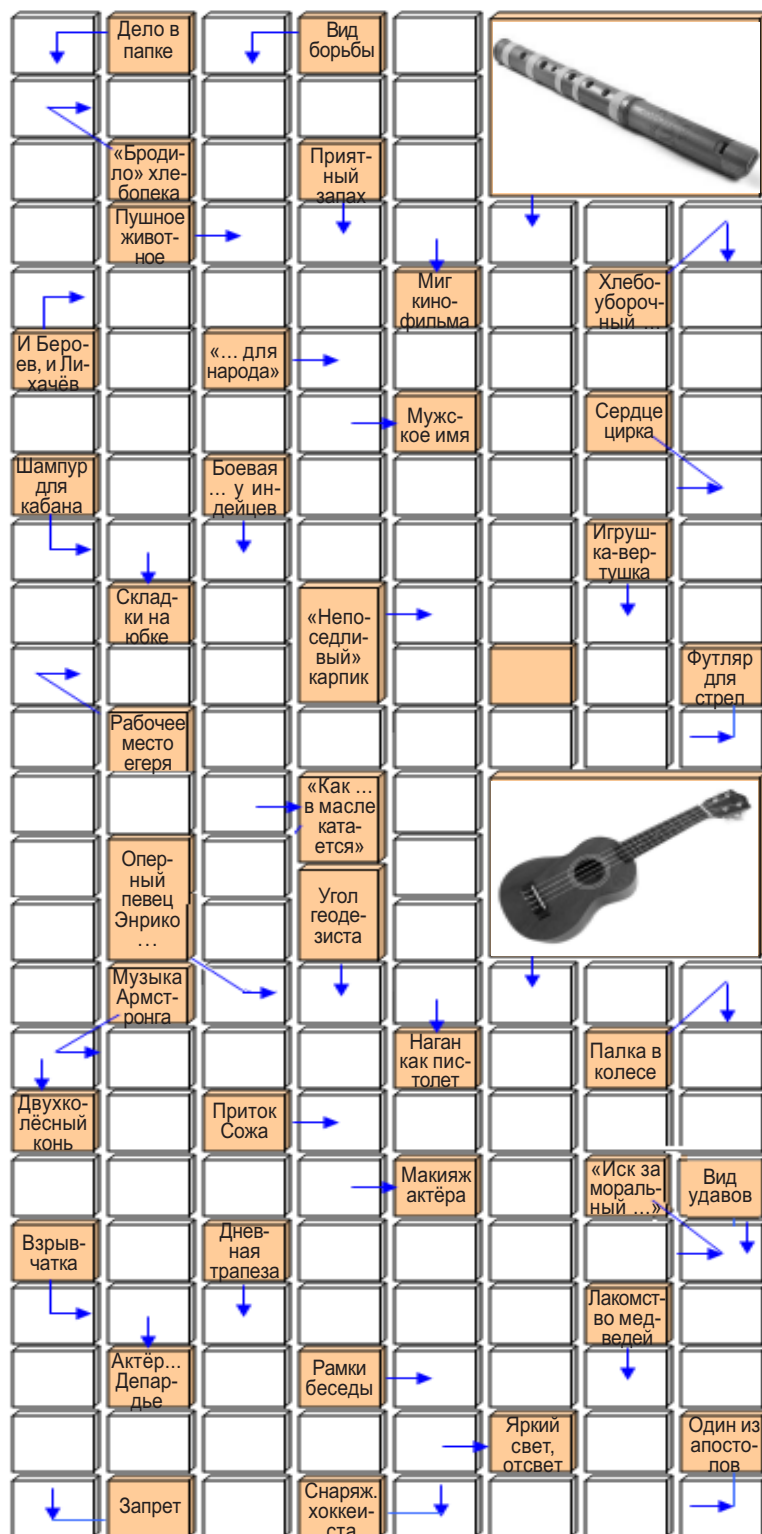 Дело в
папке
Вид
борьбы
«Броди-
ло» хле-
бопека
Прият-
ный
запах
Пушное
живот-
ное
Миг
кино-
фильма
Хлебо-
убороч-
ный ...
И Беро-
ев, и Ли-
хачёв
«... для
народа»
Мужс-
кое имя
Сердце
цирка
Шампур
для
кабана
Боевая
... у ин-
дейцев
Игруш-
ка-вер-
тушка
Склад-
ки на
юбке
«Непо-
седли-
вый»
карпик
Футляр
для
стрел
Рабочее
место
егеря
«Как ...
в масле
ката-
ется»
Опер-
ный
певец
Энрико
...
Угол
геоде-
зиста
Музыка
Армст-
ронга
Наган
как пис-
толет
Палка в
колесе
Двухко-
лёсный
конь
Приток
Сожа
Макияж
актёра
«Иск за
мораль-
ный ...»
Вид
удавов
Взрыв-
чатка
Днев-
ная
трапеза
Лакомст-
во мед-
ведей
Актёр...
Депар-
дье
Рамки
беседы
Яркий
свет,
отсвет
Один из
апосто-
лов
Запрет
Снаряж.
хоккеи-
ста